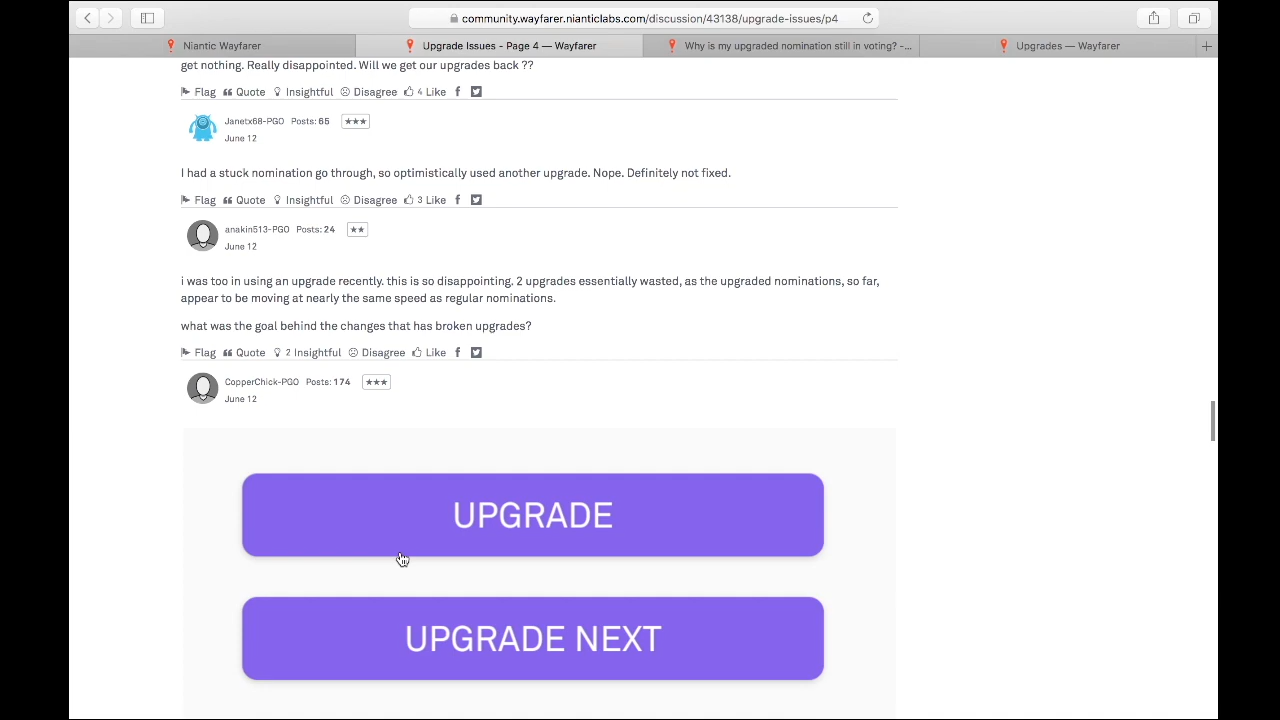 community.wayfarer.nianticlabs.com/discussion/43138/upgrade-issues/p4
Niantic Wayfarer
Upgrade Issues - Page 4 — Wayfarer
Why is my upgraded nomination still in voting? -...
Upgrades — Wayfarer
get nothing. Really disappointed. Will we get our upgrades back ??
Flag Quote Insightful Disagree 4 Like
Janetx68-PGO Posts: 65 ★★★
June 12
I had a stuck nomination go through, so optimistically used another upgrade. Nope. Definitely not fixed.
Flag Quote Insightful Disagree 3 Like
anakin513-PGO Posts: 24 ★★
June 12
i was too in using an upgrade recently. this is so disappointing. 2 upgrades essentially wasted, as the upgraded nominations, so far,
appear to be moving at nearly the same speed as regular nominations.
what was the goal behind the changes that has broken upgrades?
Flag Quote 2 Insightful Disagree Like
CopperChick-PGO Posts: 174 ★★★
June 12
UPGRADE
UPGRADE NEXT